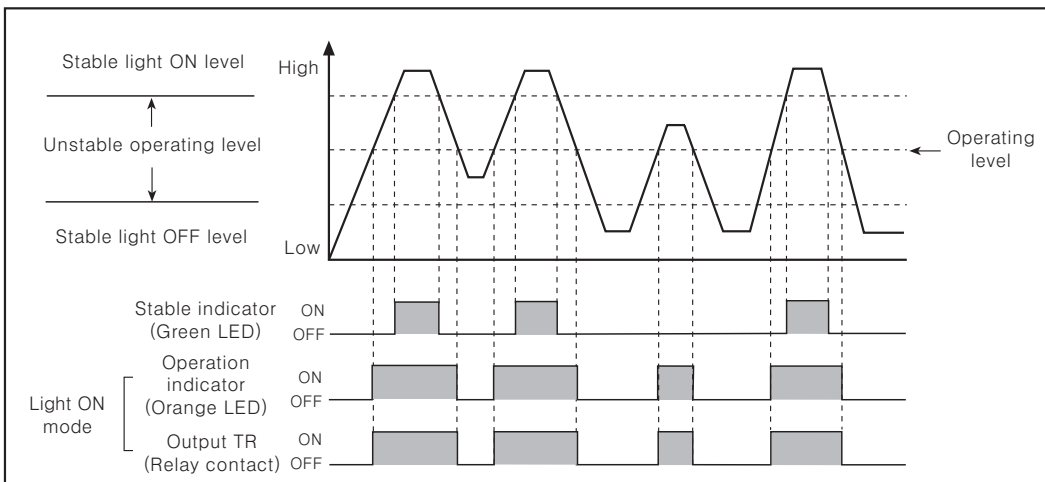 Stable light ON level
Unstable operating level
Stable light OFF level
High
Low
Operating
level
Stable indicator
(Green LED)
ON
OFF
Light ON
mode
Operation
indicator
(Orange LED)
ON
OFF
Output TR
(Relay contact)
ON
OFF